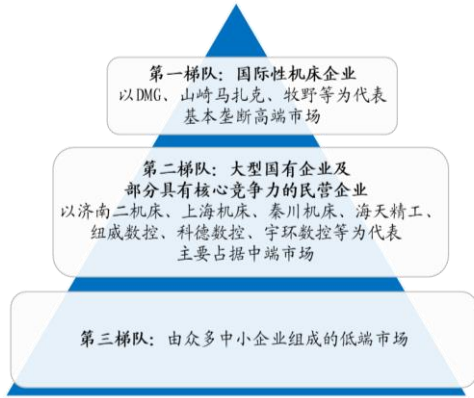 第一梯队：国际性机床企业
以DMG、山崎马扎克、牧野等为代表
基本垄断高端市场
第二梯队：大型国有企业及
部分具有核心竞争力的民营企业
以济南二机床、上海机床、秦川机床、海天精工、
纽威数控、科德数控、宇环数控等为代表
主要占据中端市场
第三梯队：由众多中小企业组成的低端市场